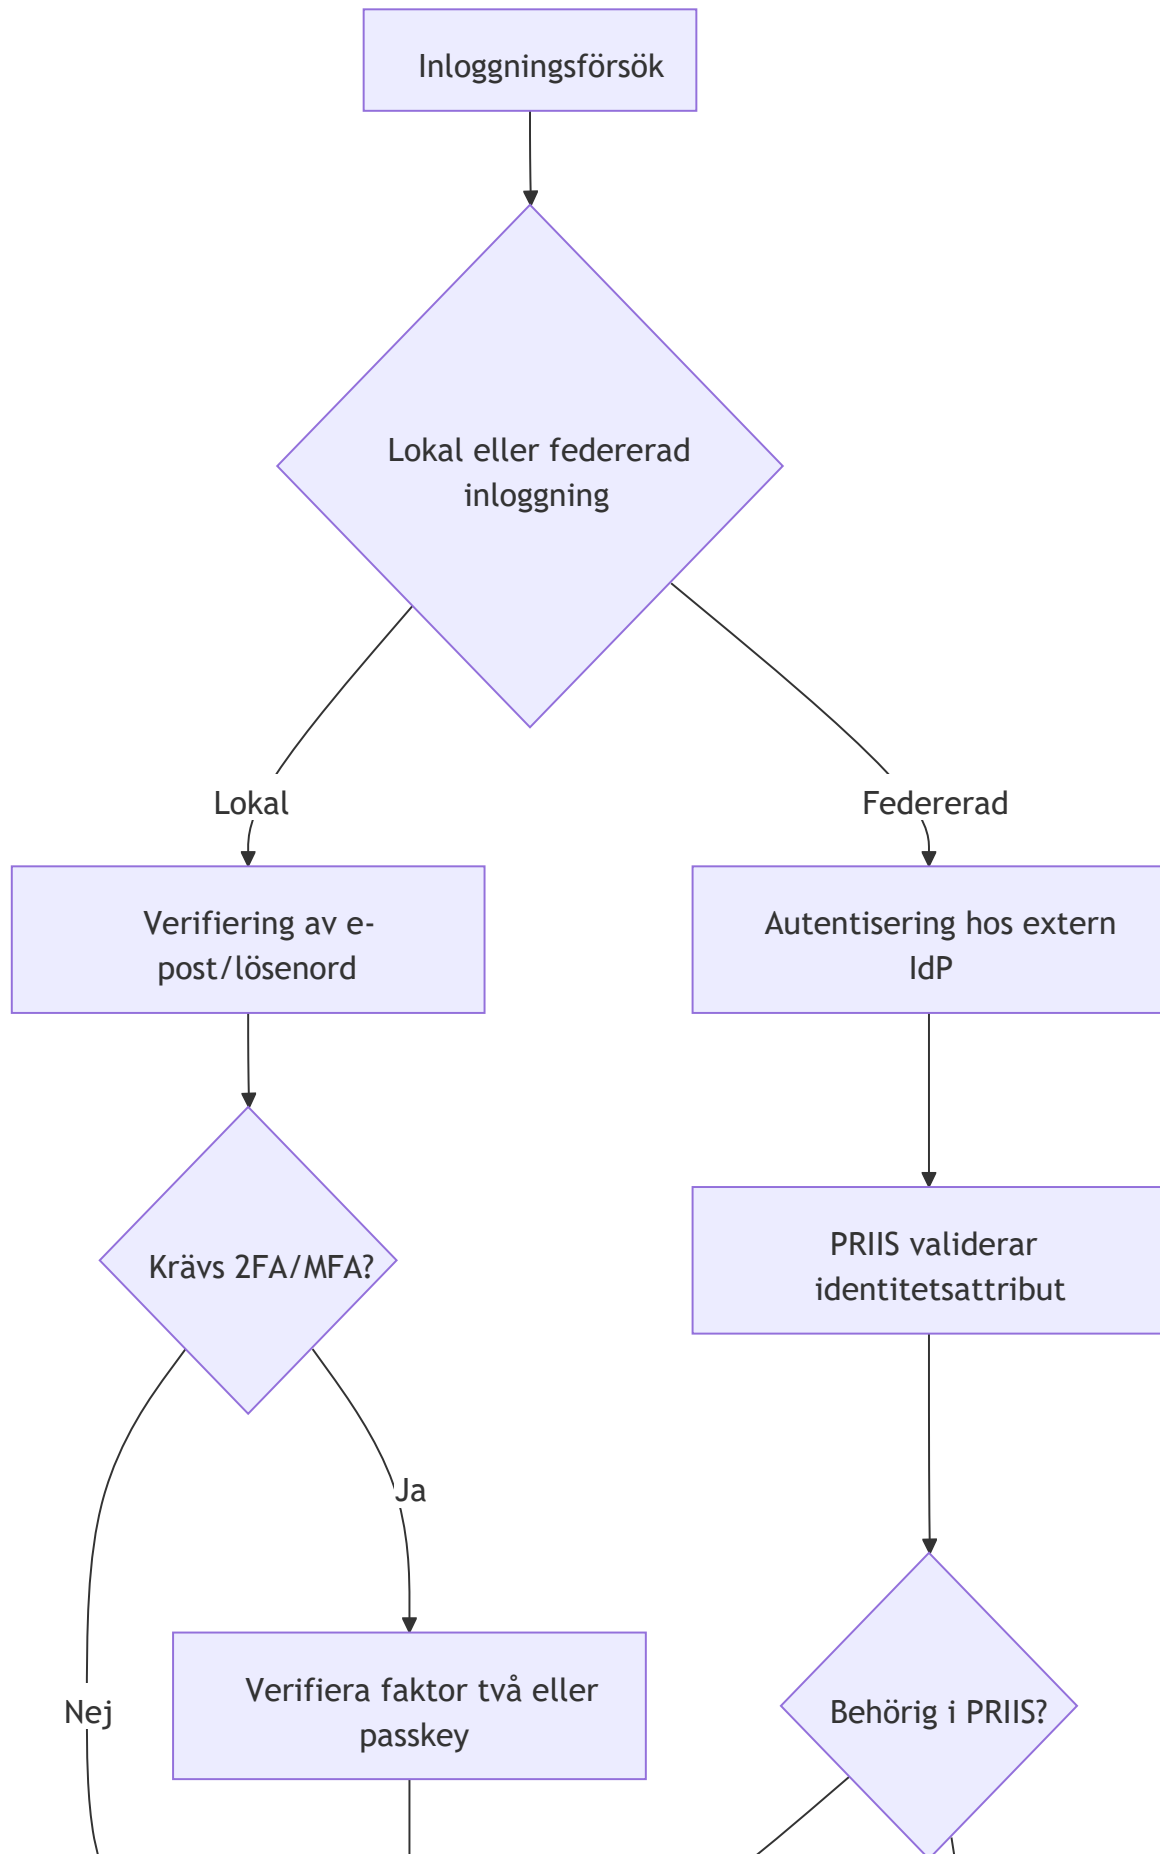 Inloggningsförsök
Lokal eller federerad
inloggning
Lokal
Federerad
Verifiering av e-
post/lösenord
Autentisering hos extern
IdP
PRIIS validerar
identitetsattribut
Krävs 2FA/MFA?
Ja
Nej
Verifiera faktor två eller
passkey
Behörig i PRIIS?